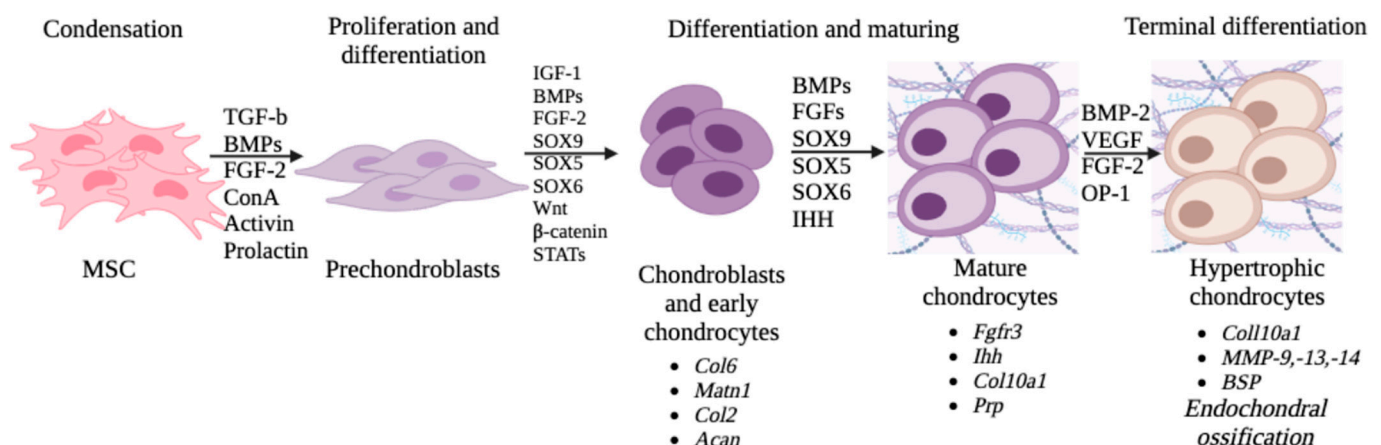 Condensation
Proliferation and
differentiation
Differentiation and maturing
Terminal differentiation
TGF-b
BMPs
FGF-2
ConA
Activin
Prolactin
IGF-1
BMPs
FGF-2
SOX9
SOX5
SOX6
Wnt
β-catenin
STATs
BMPs
FGFs
SOX9
SOX5
SOX6
IHH
BMP-2
VEGF
FGF-2
OP-1
MSC
Prechondroblasts
Chondroblasts
and early
chondrocytes
• Col6
• Matn1
• Col2
• Acan
Mature
chondrocytes
• Fgfr3
• Ihh
• Col10a1
• Prp
Hypertrophic
chondrocytes
• Coll10a1
• MMP-9,-13,-14
• BSP
Endochondral
ossification